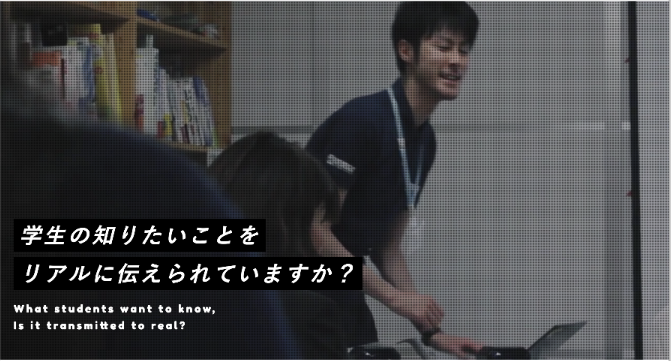 学生の知りたいことを
リアルに伝えられていますか？
What students want to know,
Is it transmitted to real?